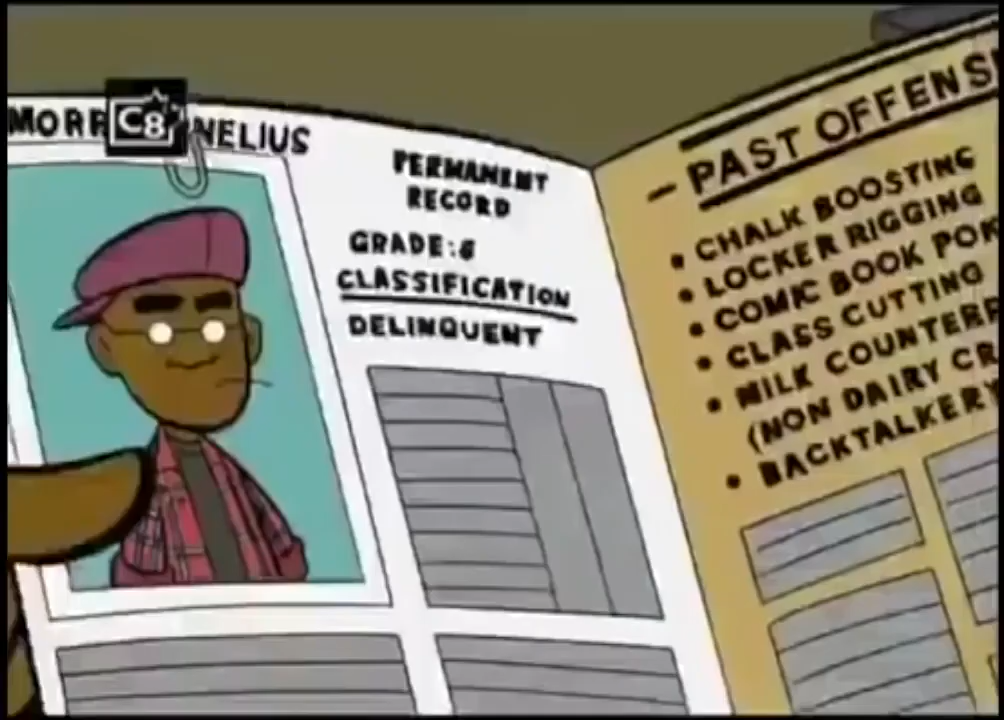 MORR NELIUS
C8
PERMANENT
RECORD
GRADE:6
CLASSIFICATION
DELINQUENT
- PAST OFFENS
• CHALK BOOSTING
• LOCKER RIGGING
• COMIC BOOK POK
• CLASS CUTTING
• MILK COUNTERF
(NON DAIRY CR
• BACKTALKERY